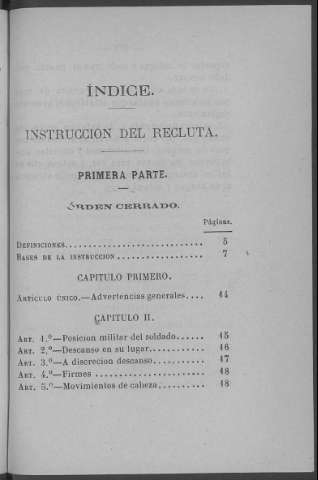 ÍNDICE.
INSTRUCCIÓN DEL RECLUTA.
PRIMERA PARTE.
ÓRDEN CERRADO.
Páginas.
DEFINICIONES............................ 5
BASES DE LA INSTRUCCION.................. 7
CAPITULO PRIMERO.
ARTÍCULO ÚNICO.—Advertencias generales.... 14
CAPITULO II.
ART. 1.º—Posicion militar del soldado...... 15
ART. 2.º—Descanso en su lugar............ 16
ART. 3.º—A discrecion descanso........... 17
ART. 4.º—Firmes ....................... 18
ART. 5.º—Movimientos de cabeza.......... 18